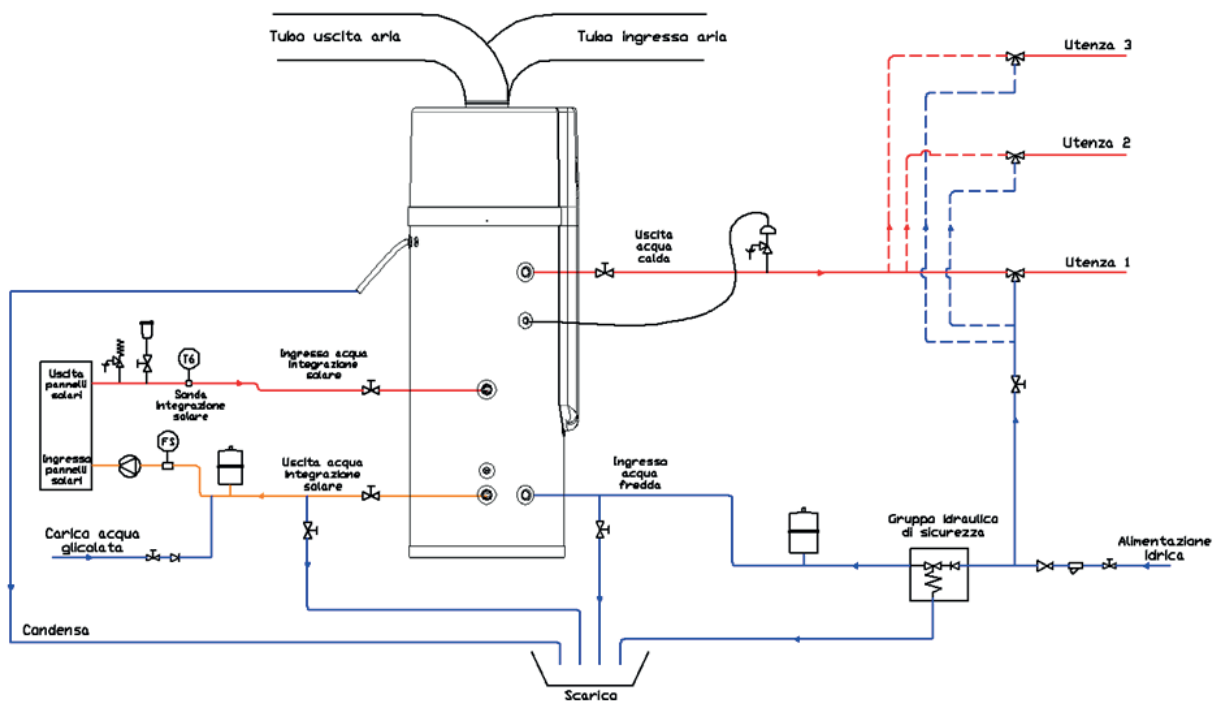 Tubo uscita aria
Tubo ingresso aria
Utenza 3
Utenza 2
Uscita
acqua
calda
Utenza 1
Uscita
pannelli
solari
T6
Sonda
integrazione
solare
Ingresso acqua
integrazione
solare
Ingresso
pannelli
solari
FS
Uscita acqua
integrazione
solare
Ingresso
acqua
fredda
Carica acqua
glicolata
Gruppo idraulico
di sicurezza
Alimentazione
idrica
Condensa
Scarico